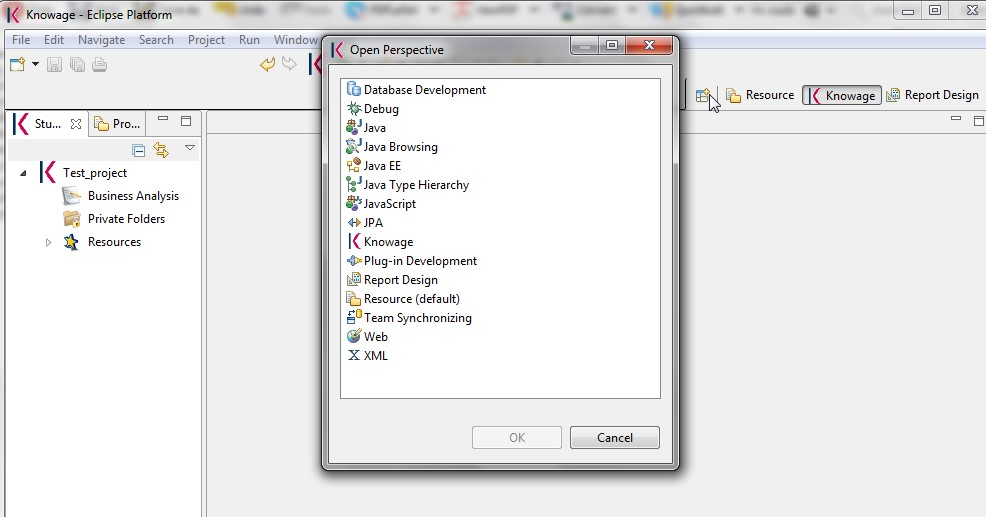 Knowage - Eclipse Platform
File Edit Navigate Search Project Run Window
Open Perspective
Resource Knowage Report Design
Stu... Pro...
Test_project
Business Analysis
Private Folders
Resources
Database Development
Debug
Java
Java Browsing
Java EE
Java Type Hierarchy
JavaScript
JPA
Knowage
Plug-in Development
Report Design
Resource (default)
Team Synchronizing
Web
XML
OK Cancel